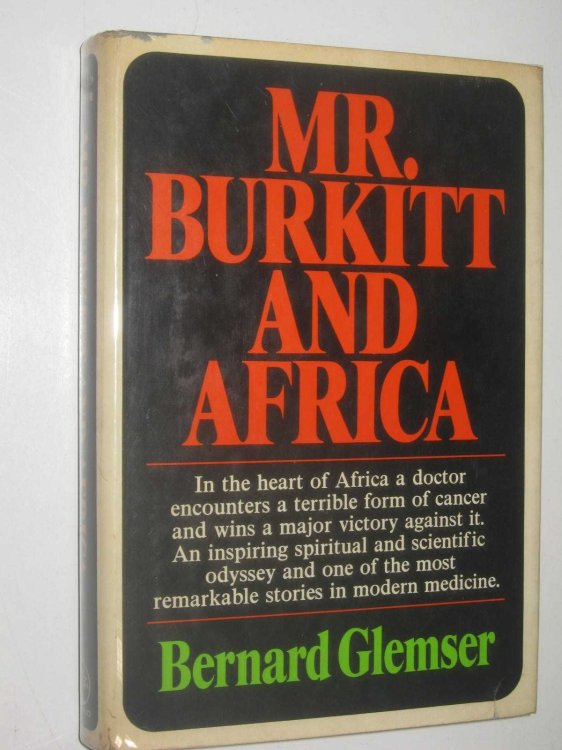 MR.
BURKITT
AND
AFRICA
In the heart of Africa a doctor
encounters a terrible form of cancer
and wins a major victory against it.
An inspiring spiritual and scientific
odyssey and one of the most
remarkable stories in modern medicine.
Bernard Glemser